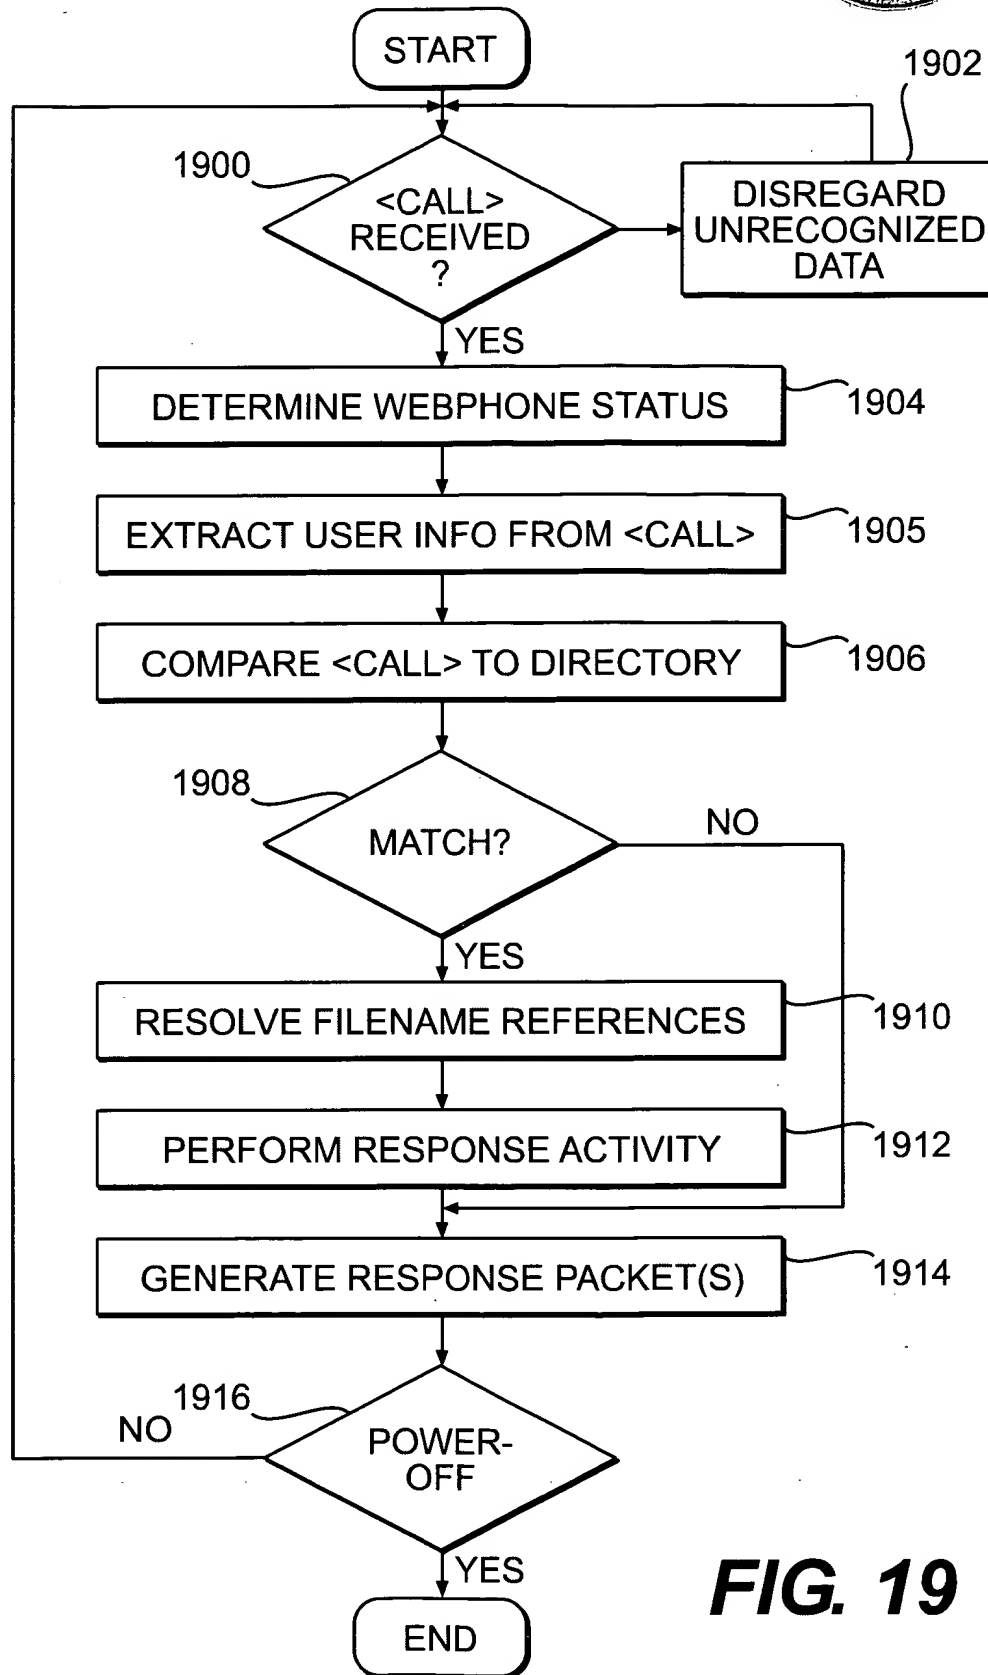 START
1902
1900
<CALL>
RECEIVED
?
DISREGARD
UNRECOGNIZED
DATA
YES
DETERMINE WEBPHONE STATUS
1904
EXTRACT USER INFO FROM <CALL>
1905
COMPARE <CALL> TO DIRECTORY
1906
1908
MATCH?
NO
YES
RESOLVE FILENAME REFERENCES
1910
PERFORM RESPONSE ACTIVITY
1912
GENERATE RESPONSE PACKET(S)
1914
1916
NO
POWER-
OFF
YES
END
FIG. 19